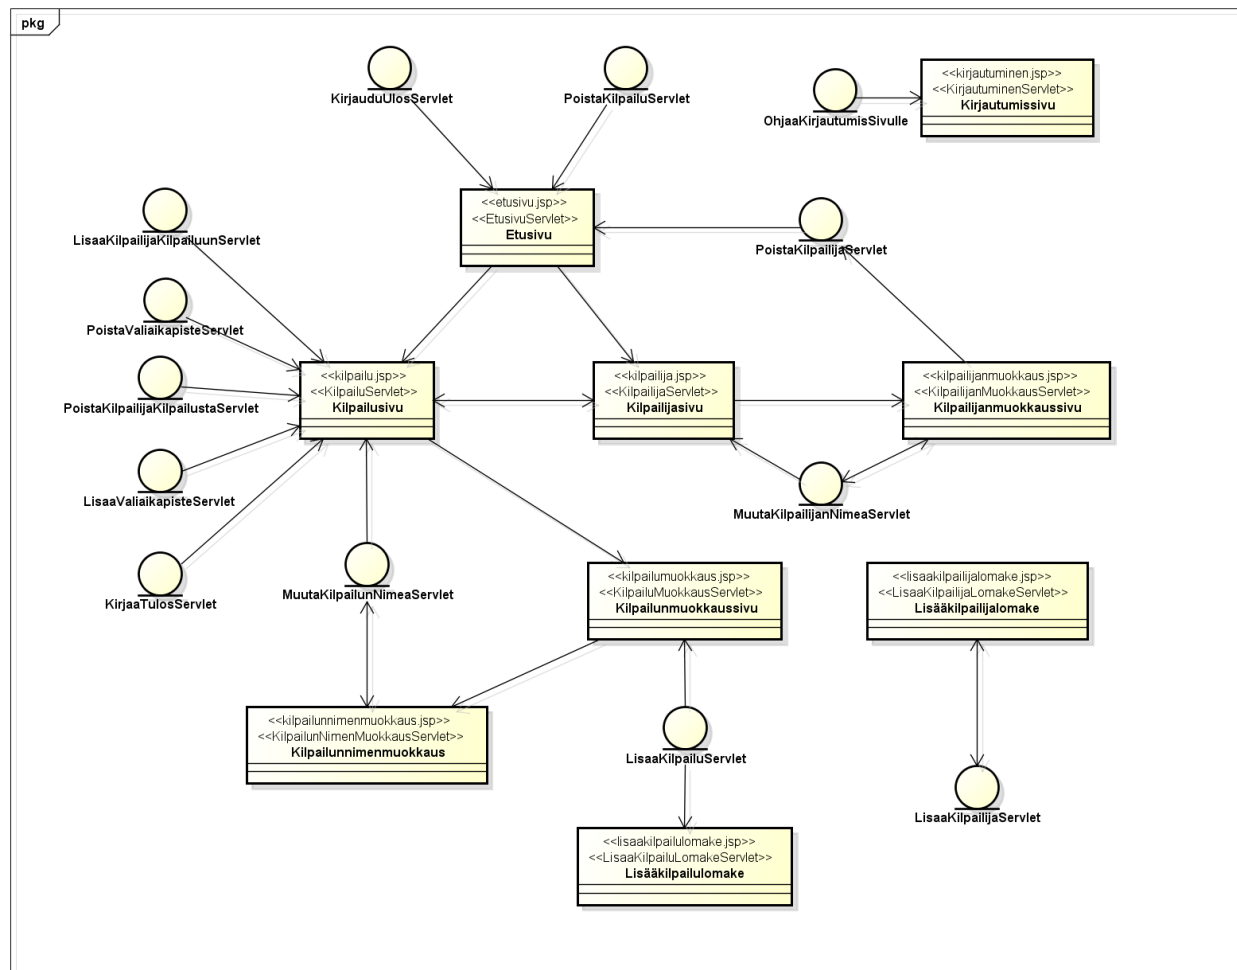 pkg
KirjauduUlosServlet
PoistaKilpailuServlet
OhjaaKirjautumisSivulle
<<kirjautuminen.jsp>>
<<KirjautuminenServlet>>
Kirjautumissivu
LisaaKilpailijaKilpailuunServlet
<<etusivu.jsp>>
<<EtusivuServlet>>
Etusivu
PoistaKilpailijaServlet
PoistaValiaikapisteServlet
PoistaKilpailijaKilpailustaServlet
<<kilpailu.jsp>>
<<KilpailuServlet>>
Kilpailusivu
<<kilpailija.jsp>>
<<KilpailijaServlet>>
Kilpailijasivu
<<kilpailijanmuokkaus.jsp>>
<<KilpailijanMuokkausServlet>>
Kilpailijanmuokkaussivu
LisaaValiaikapisteServlet
MuutaKilpailijanNimeaServlet
KirjaaTulosServlet
MuutaKilpailunNimeaServlet
<<kilpailumuokkaus.jsp>>
<<KilpailuMuokkausServlet>>
Kilpailunmuokkaussivu
<<lisaakilpailijalomake.jsp>>
<<LisaaKilpailijaLomakeServlet>>
Lisääkilpailijalomake
<<kilpailunnimenmuokkaus.jsp>>
<<KilpailunNimenMuokkausServlet>>
Kilpailunnimenmuokkaus
LisaaKilpailuServlet
LisaaKilpailijaServlet
<<lisaakilpailulomake.jsp>>
<<LisaaKilpailuLomakeServlet>>
Lisääkilpailulomake